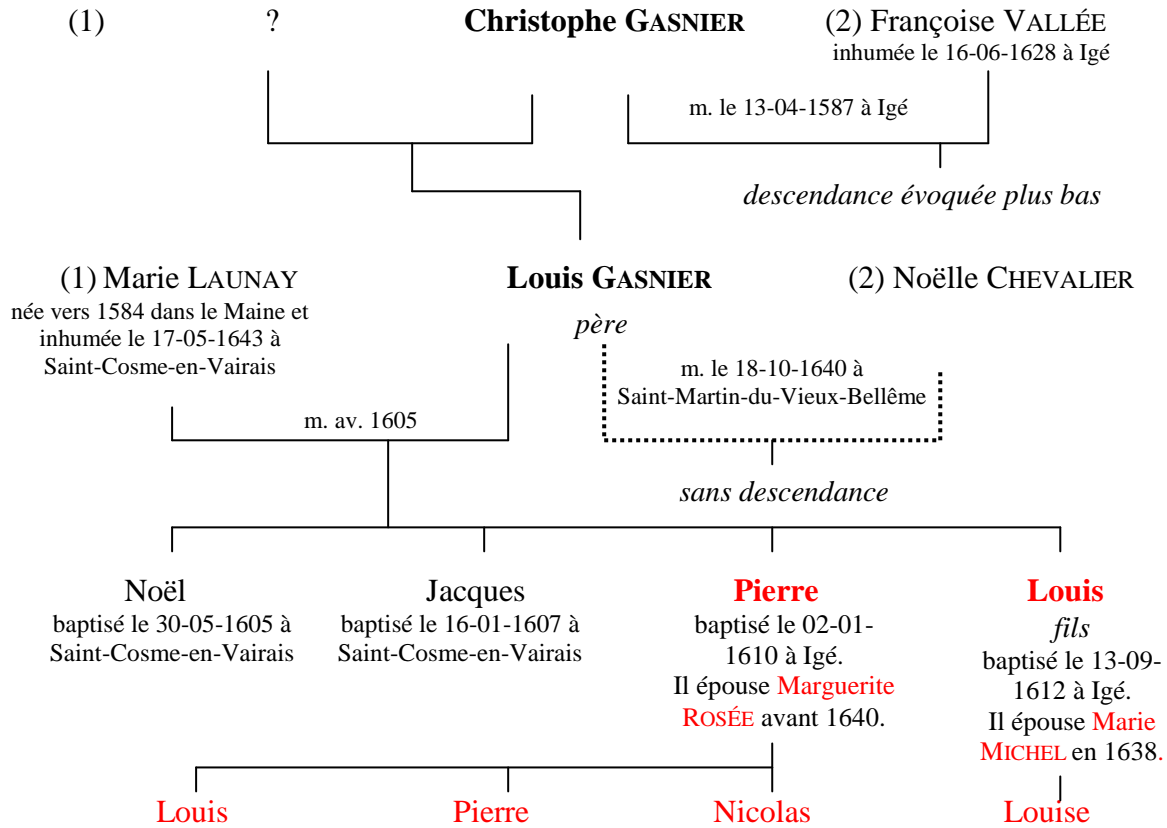 (1) ? Christophe GASNIER (2) Françoise VALLÉE
inhumée le 16-06-1628 à Igé
m. le 13-04-1587 à Igé
descendance évoquée plus bas
(1) Marie LAUNAY
née vers 1584 dans le Maine et
inhumée le 17-05-1643 à
Saint-Cosme-en-Vairais
Louis GASNIER
père
(2) Noëlle CHEVALIER
m. le 18-10-1640 à
Saint-Martin-du-Vieux-Bellême
m. av. 1605
sans descendance
Noël
baptisé le 30-05-1605 à
Saint-Cosme-en-Vairais
Jacques
baptisé le 16-01-1607 à
Saint-Cosme-en-Vairais
Pierre
baptisé le 02-01-
1610 à Igé.
Il épouse Marguerite
ROSÉE avant 1640.
Louis
fils
baptisé le 13-09-
1612 à Igé.
Il épouse Marie
MICHEL en 1638.
Louis Pierre Nicolas Louise